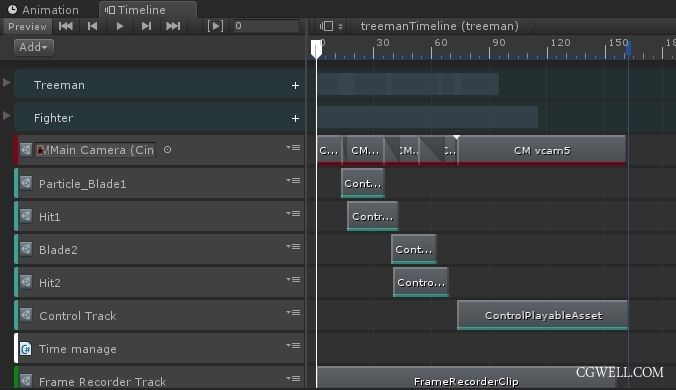 Animation Timeline
Preview [▶] 0 treemanTimeline (treeman)
Add 0 30 60 90 120 150 18
Treeman +
Fighter +
Main Camera (Cin C... CM... CM... C.. CM vcam5
Particle_Blade1 Cont...
Hit1 Contr...
Blade2 Cont...
Hit2 Contro...
Control Track ControlPlayableAsset
C# Time manage
Frame Recorder Track FrameRecorderClip
CGWELL.COM